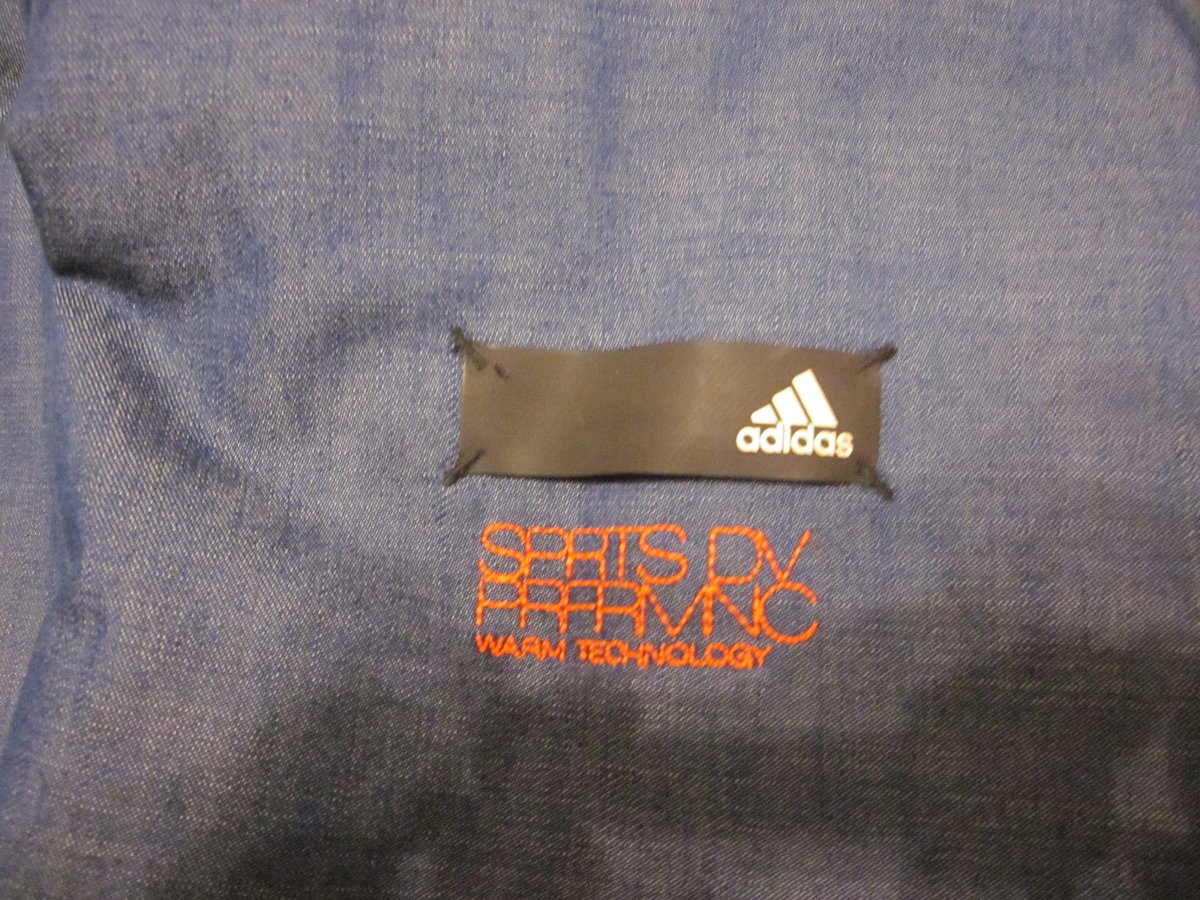 adidas
SPRTS DV
PRFRMNC
WARM TECHNOLOGY